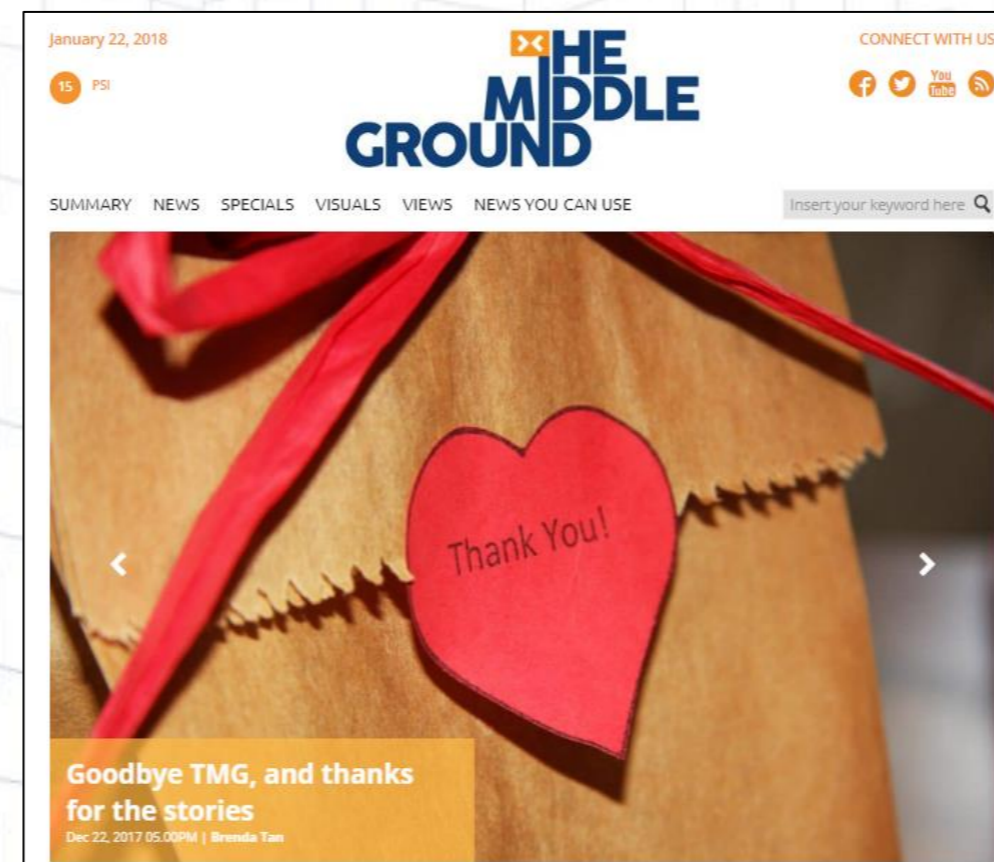 January 22, 2018
CONNECT WITH US
15 PSI
You
Tube
THE
MIDDLE
GROUND
SUMMARY NEWS SPECIALS VISUALS VIEWS NEWS YOU CAN USE
Insert your keyword here
Thank You!
Goodbye TMG, and thanks
for the stories
Dec 22, 2017 05.00PM | Brenda Tan